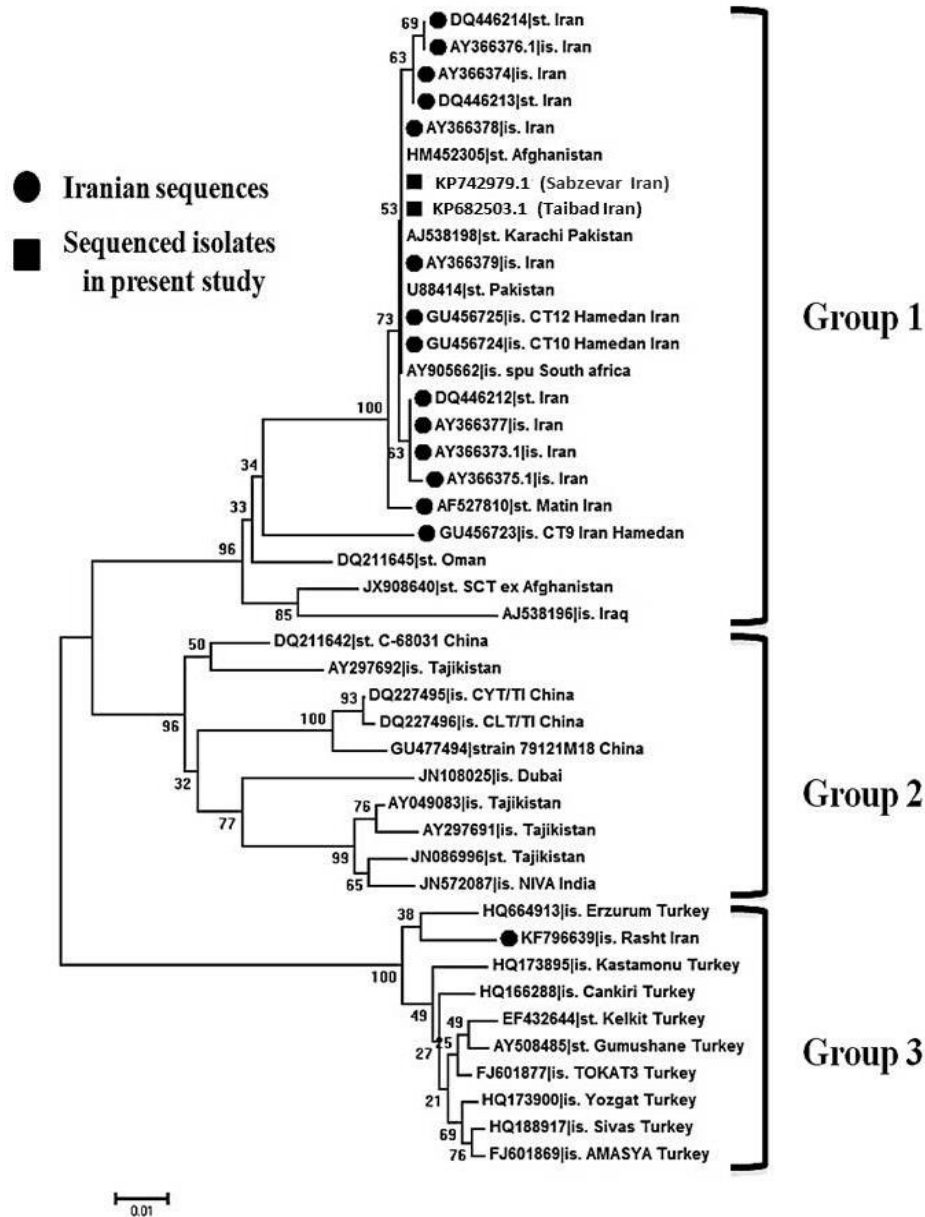 DQ446214|st. Iran
69
AY366376.1|is. Iran
63
AY366374|is. Iran
DQ446213|st. Iran
AY366378|is. Iran
HM452305|st. Afghanistan
Iranian sequences
KP742979.1 (Sabzevar Iran)
53
KP682503.1 (Taibad Iran)
AJ538198|st. Karachi Pakistan
Sequenced isolates
in present study
AY366379|is. Iran
U88414|st. Pakistan
Group 1
73
GU456725|is. CT12 Hamedan Iran
GU456724|is. CT10 Hamedan Iran
AY905662|is. spu South africa
DQ446212|st. Iran
100
AY366377|is. Iran
63
AY366373.1|is. Iran
AY366375.1|is. Iran
34
AF527810|st. Matin Iran
33
GU456723|is. CT9 Iran Hamedan
96
DQ211645|st. Oman
JX908640|st. SCT ex Afghanistan
85
AJ538196|is. Iraq
50
DQ211642|st. C-68031 China
AY297692|is. Tajikistan
93
DQ227495|is. CYT/TI China
96
100
DQ227496|is. CLT/TI China
GU477494|strain 79121M18 China
32
JN108025|is. Dubai
Group 2
77
76
AY049083|is. Tajikistan
AY297691|is. Tajikistan
99
JN086996|st. Tajikistan
65
JN572087|is. NIVA India
38
HQ664913|is. Erzurum Turkey
KF796639|is. Rasht Iran
100
HQ173895|is. Kastamonu Turkey
49
HQ166288|is. Cankiri Turkey
49
EF432644|st. Kelkit Turkey
27
25
AY508485|st. Gumushane Turkey
Group 3
FJ601877|is. TOKAT3 Turkey
21
HQ173900|is. Yozgat Turkey
69
HQ188917|is. Sivas Turkey
76
FJ601869|is. AMASYA Turkey
0.01